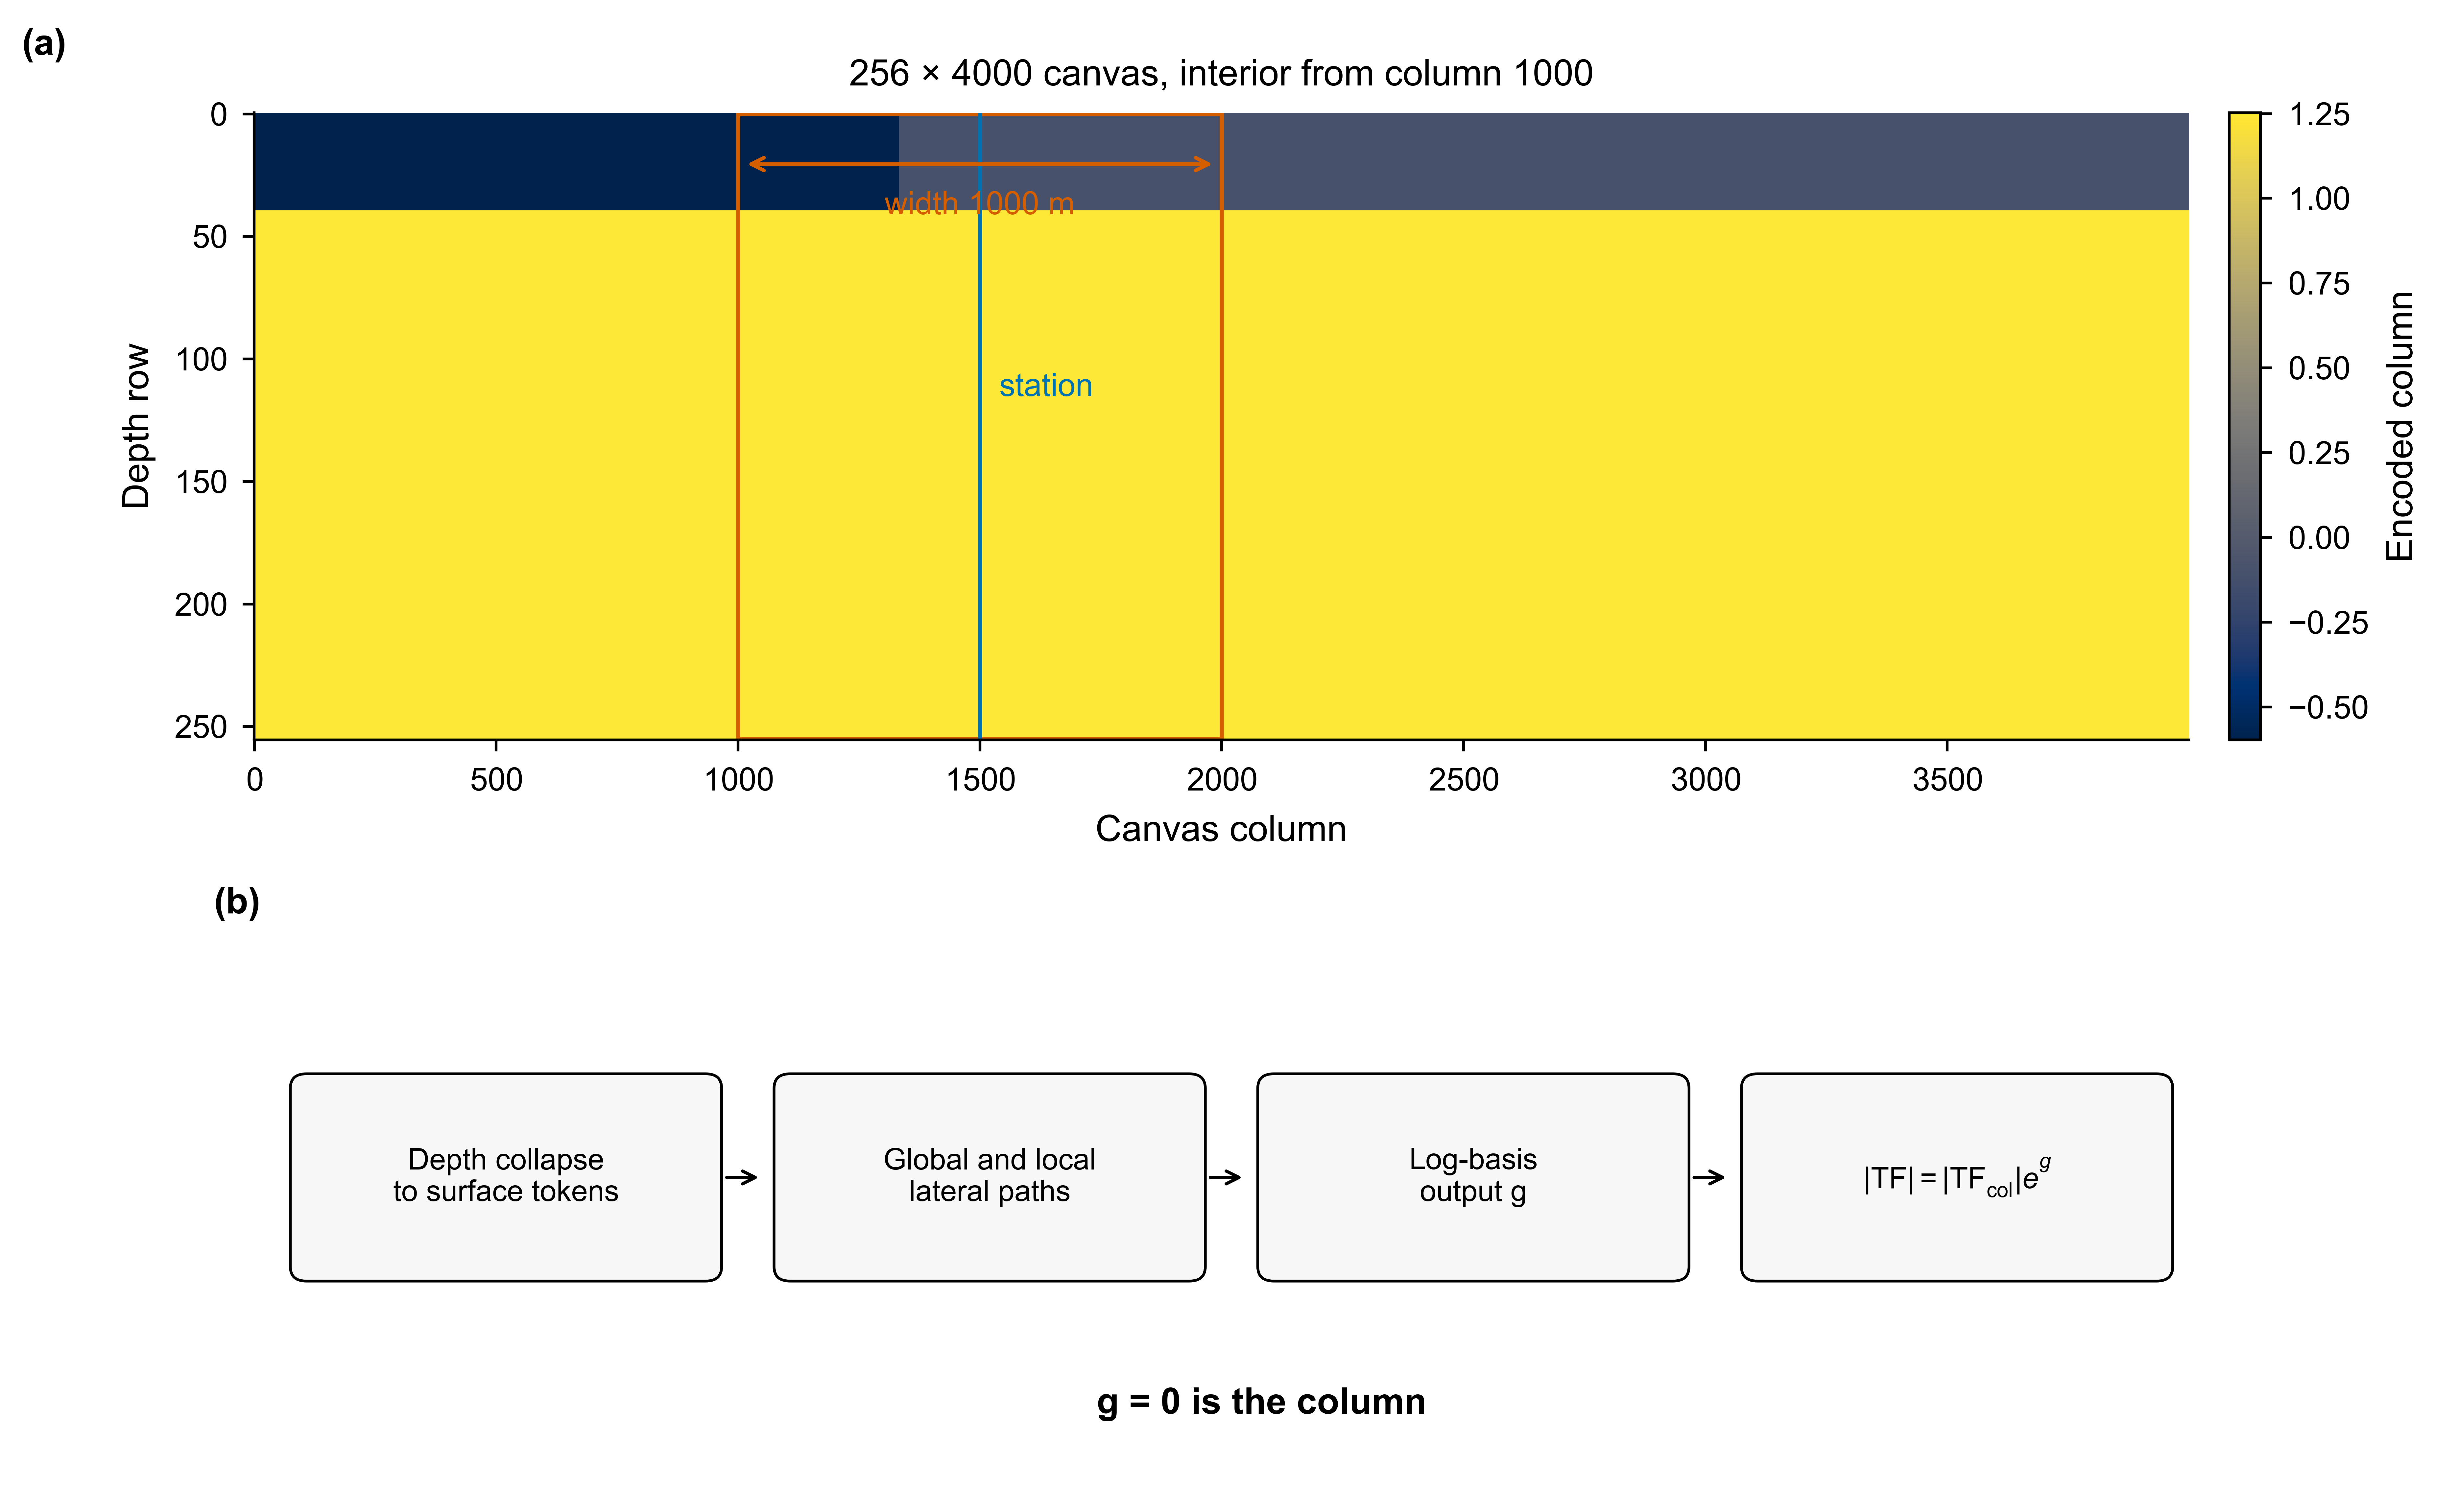 (a)
256 × 4000 canvas, interior from column 1000
0
50
100
150
200
250
Depth row
width 1000 m
station
0
500
1000
1500
2000
2500
3000
3500
Canvas column
1.25
1.00
0.75
0.50
0.25
0.00
−0.25
−0.50
Encoded column
(b)
Depth collapse
to surface tokens
Global and local
lateral paths
Log-basis
output g
|TF| = |TF_col|e^g
g = 0 is the column